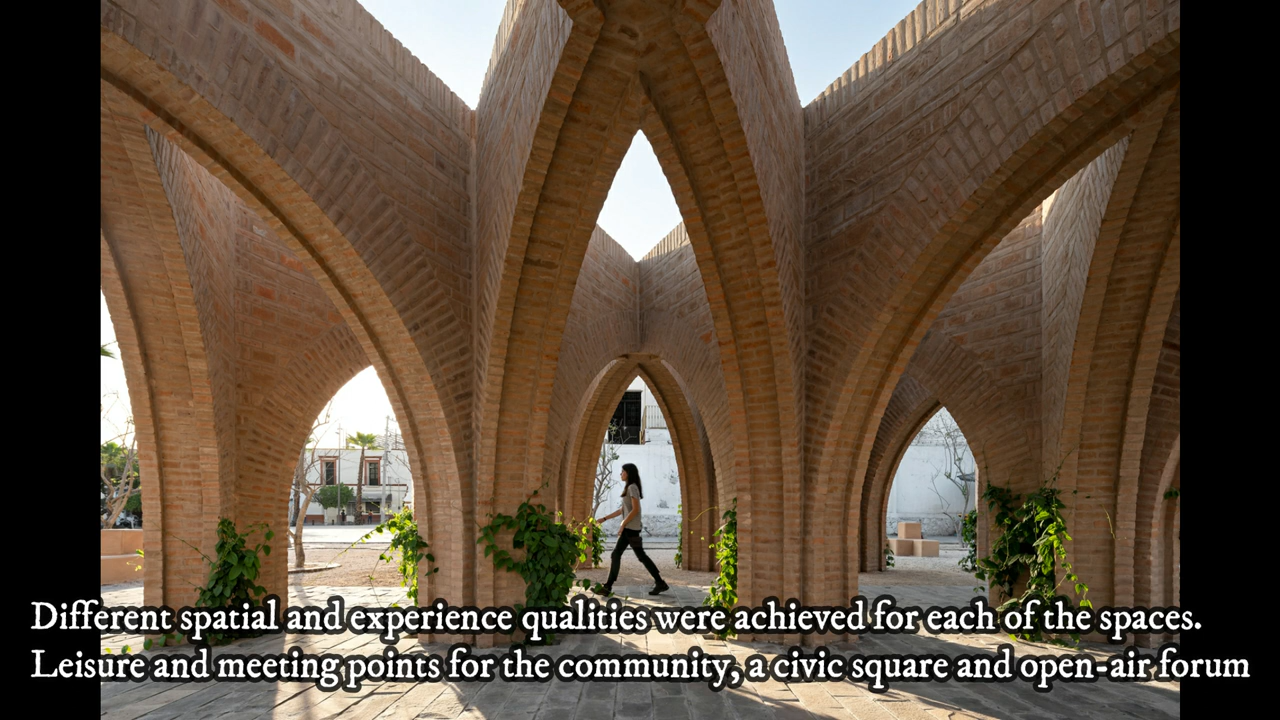 Different spatial and experience qualities were achieved for each of the spaces.
Leisure and meeting points for the community, a civic square and open-air forum